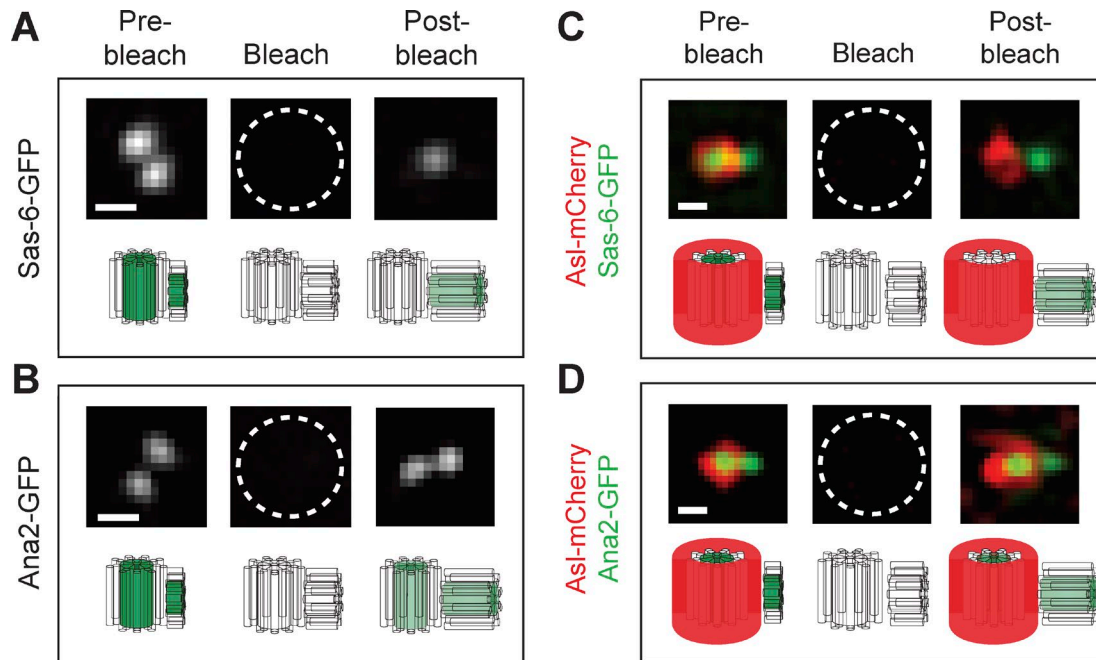 A
Pre-
bleach
Bleach
Post-
bleach
Sas-6-GFP
B
Ana2-GFP
C
Pre-
bleach
Bleach
Post-
bleach
Asl-mCherry
Sas-6-GFP
D
Asl-mCherry
Ana2-GFP